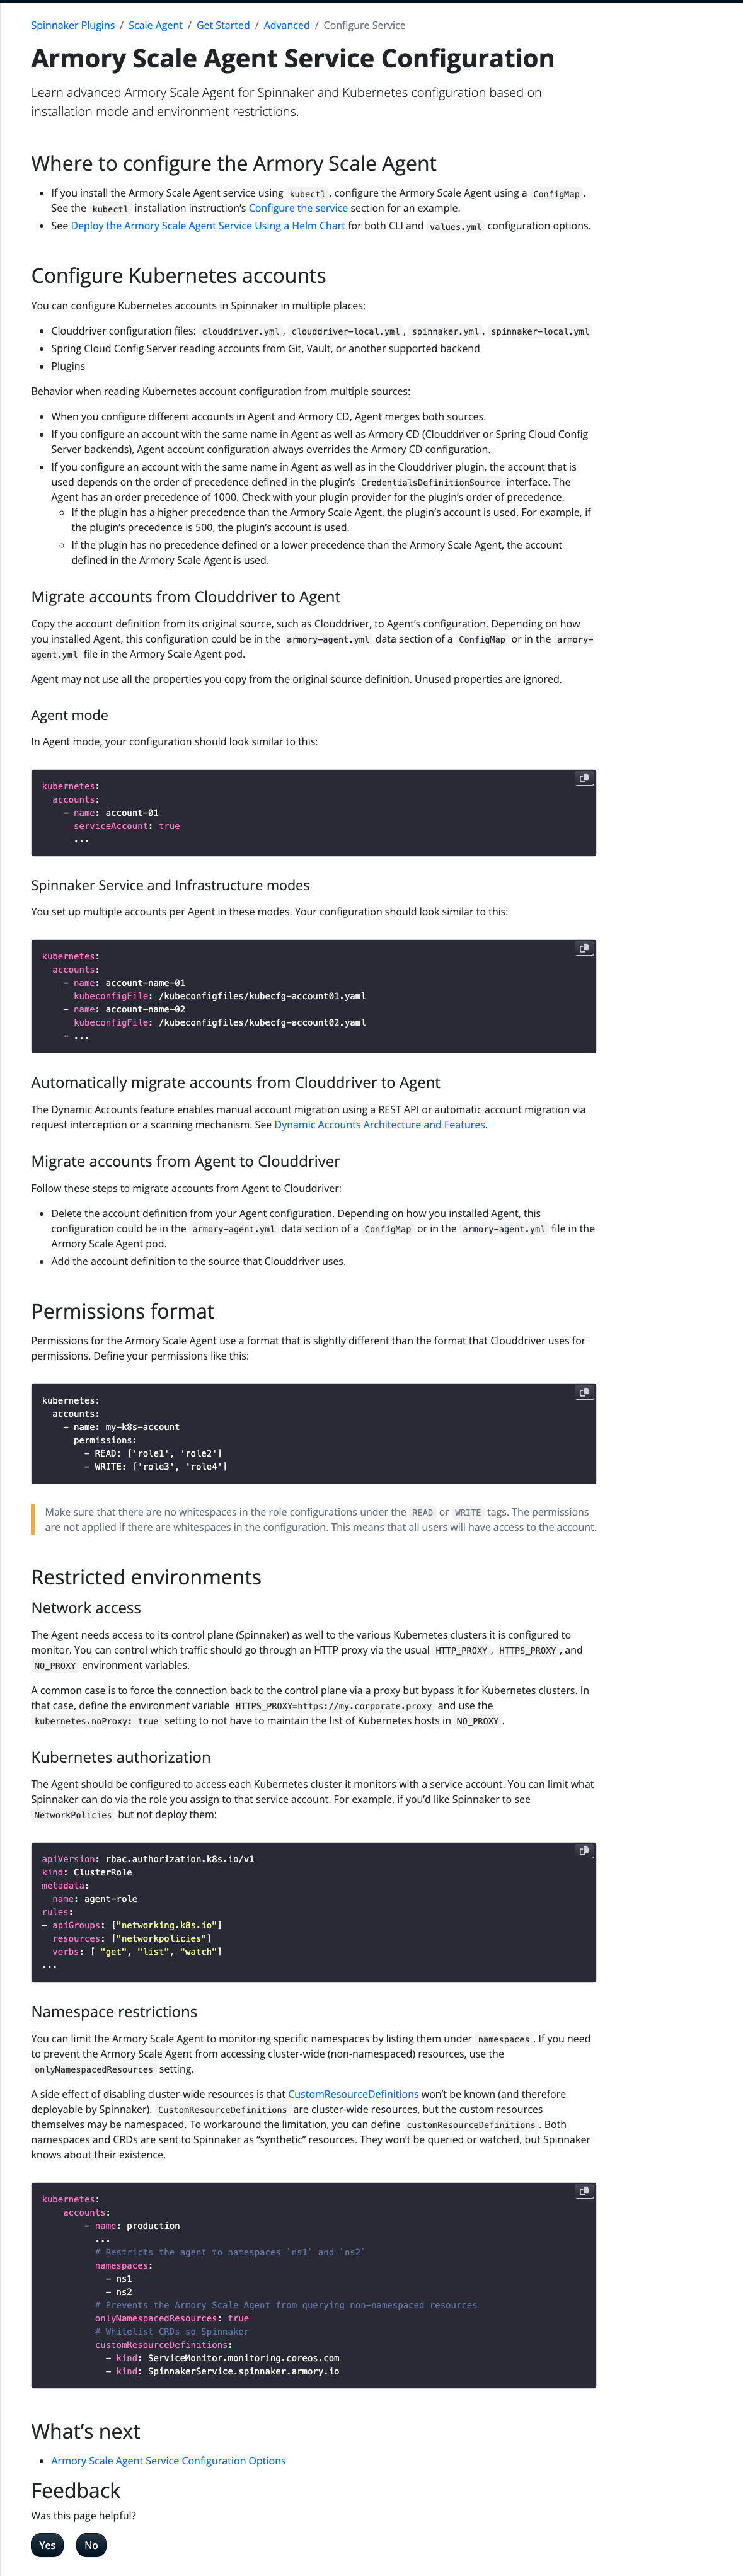 Spinnaker Plugins / Scale Agent / Get Started / Advanced / Configure Service
Armory Scale Agent Service Configuration
Learn advanced Armory Scale Agent for Spinnaker and Kubernetes configuration based on
installation mode and environment restrictions.
Where to configure the Armory Scale Agent
• If you install the Armory Scale Agent service using kubectl, configure the Armory Scale Agent using a ConfigMap.
See the kubectl installation instruction's Configure the service section for an example.
• See Deploy the Armory Scale Agent Service Using a Helm Chart for both CLI and values.yml configuration options.
Configure Kubernetes accounts
You can configure Kubernetes accounts in Spinnaker in multiple places:
• Clouddriver configuration files: clouddriver.yml, clouddriver-local.yml, spinnaker.yml, spinnaker-local.yml
• Spring Cloud Config Server reading accounts from Git, Vault, or another supported backend
• Plugins
Behavior when reading Kubernetes account configuration from multiple sources:
• When you configure different accounts in Agent and Armory CD, Agent merges both sources.
• If you configure an account with the same name in Agent as well as Armory CD (Clouddriver or Spring Cloud Config
Server backends), Agent account configuration always overrides the Armory CD configuration.
• If you configure an account with the same name in Agent as well as in the Clouddriver plugin, the account that is
used depends on the order of precedence defined in the plugin's CredentialsDefinitionSource interface. The
Agent has an order precedence of 1000. Check with your plugin provider for the plugin's order of precedence.
◦ If the plugin has a higher precedence than the Armory Scale Agent, the plugin's account is used. For example, if
the plugin's precedence is 500, the plugin's account is used.
◦ If the plugin has no precedence defined or a lower precedence than the Armory Scale Agent, the account
defined in the Armory Scale Agent is used.
Migrate accounts from Clouddriver to Agent
Copy the account definition from its original source, such as Clouddriver, to Agent's configuration. Depending on how
you installed Agent, this configuration could be in the armory-agent.yml data section of a ConfigMap or in the armory-
agent.yml file in the Armory Scale Agent pod.
Agent may not use all the properties you copy from the original source definition. Unused properties are ignored.
Agent mode
In Agent mode, your configuration should look similar to this:
kubernetes:
  accounts:
    - name: account-01
      serviceAccount: true
      ...
Spinnaker Service and Infrastructure modes
You set up multiple accounts per Agent in these modes. Your configuration should look similar to this:
kubernetes:
  accounts:
    - name: account-name-01
      kubeconfigFile: /kubeconfigfiles/kubecfg-account01.yaml
    - name: account-name-02
      kubeconfigFile: /kubeconfigfiles/kubecfg-account02.yaml
    - ...
Automatically migrate accounts from Clouddriver to Agent
The Dynamic Accounts feature enables manual account migration using a REST API or automatic account migration via
request interception or a scanning mechanism. See Dynamic Accounts Architecture and Features.
Migrate accounts from Agent to Clouddriver
Follow these steps to migrate accounts from Agent to Clouddriver:
• Delete the account definition from your Agent configuration. Depending on how you installed Agent, this
configuration could be in the armory-agent.yml data section of a ConfigMap or in the armory-agent.yml file in the
Armory Scale Agent pod.
• Add the account definition to the source that Clouddriver uses.
Permissions format
Permissions for the Armory Scale Agent use a format that is slightly different than the format that Clouddriver uses for
permissions. Define your permissions like this:
kubernetes:
  accounts:
    - name: my-k8s-account
      permissions:
        - READ: ['role1', 'role2']
        - WRITE: ['role3', 'role4']
Make sure that there are no whitespaces in the role configurations under the READ or WRITE tags. The permissions
are not applied if there are whitespaces in the configuration. This means that all users will have access to the account.
Restricted environments
Network access
The Agent needs access to its control plane (Spinnaker) as well to the various Kubernetes clusters it is configured to
monitor. You can control which traffic should go through an HTTP proxy via the usual HTTP_PROXY, HTTPS_PROXY, and
NO_PROXY environment variables.
A common case is to force the connection back to the control plane via a proxy but bypass it for Kubernetes clusters. In
that case, define the environment variable HTTPS_PROXY=https://my.corporate.proxy and use the
kubernetes.noProxy: true setting to not have to maintain the list of Kubernetes hosts in NO_PROXY.
Kubernetes authorization
The Agent should be configured to access each Kubernetes cluster it monitors with a service account. You can limit what
Spinnaker can do via the role you assign to that service account. For example, if you'd like Spinnaker to see
NetworkPolicies but not deploy them:
apiVersion: rbac.authorization.k8s.io/v1
kind: ClusterRole
metadata:
  name: agent-role
rules:
- apiGroups: ["networking.k8s.io"]
  resources: ["networkpolicies"]
  verbs: [ "get", "list", "watch"]
...
Namespace restrictions
You can limit the Armory Scale Agent to monitoring specific namespaces by listing them under namespaces. If you need
to prevent the Armory Scale Agent from accessing cluster-wide (non-namespaced) resources, use the
onlyNamespacedResources setting.
A side effect of disabling cluster-wide resources is that CustomResourceDefinitions won't be known (and therefore
deployable by Spinnaker). CustomResourceDefinitions are cluster-wide resources, but the custom resources
themselves may be namespaced. To workaround the limitation, you can define customResourceDefinitions. Both
namespaces and CRDs are sent to Spinnaker as “synthetic” resources. They won't be queried or watched, but Spinnaker
knows about their existence.
kubernetes:
    accounts:
        - name: production
          ...
          # Restricts the agent to namespaces `ns1` and `ns2`
          namespaces:
            - ns1
            - ns2
          # Prevents the Armory Scale Agent from querying non-namespaced resources
          onlyNamespacedResources: true
          # Whitelist CRDs so Spinnaker
          customResourceDefinitions:
            - kind: ServiceMonitor.monitoring.coreos.com
            - kind: SpinnakerService.spinnaker.armory.io
What's next
• Armory Scale Agent Service Configuration Options
Feedback
Was this page helpful?
Yes No